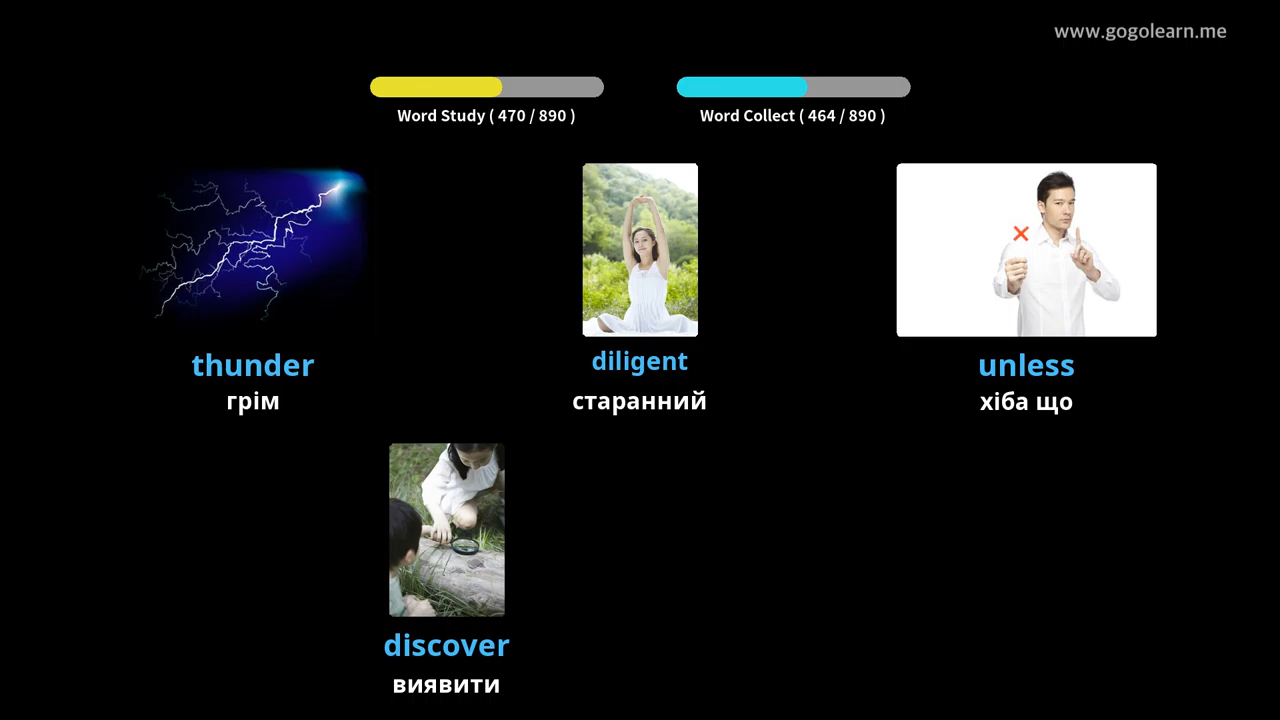 www.gogolearn.me
Word Study ( 470 / 890 )
Word Collect ( 464 / 890 )
thunder
грім
diligent
старанний
unless
хіба що
discover
виявити